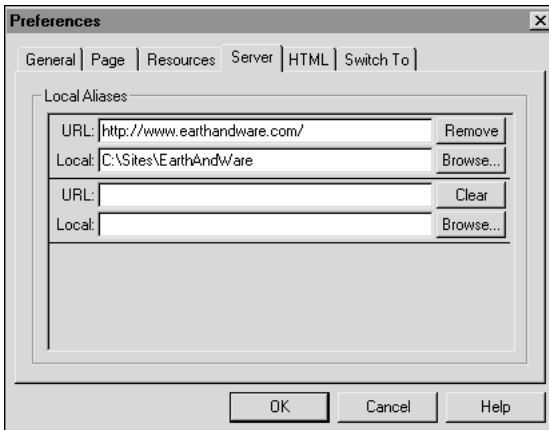 Preferences
General Page Resources Server HTML Switch To
Local Aliases
URL: http://www.earthandware.com/ Remove
Local: C:\Sites\EarthAndWare Browse...
URL: Clear
Local: Browse...
OK Cancel Help